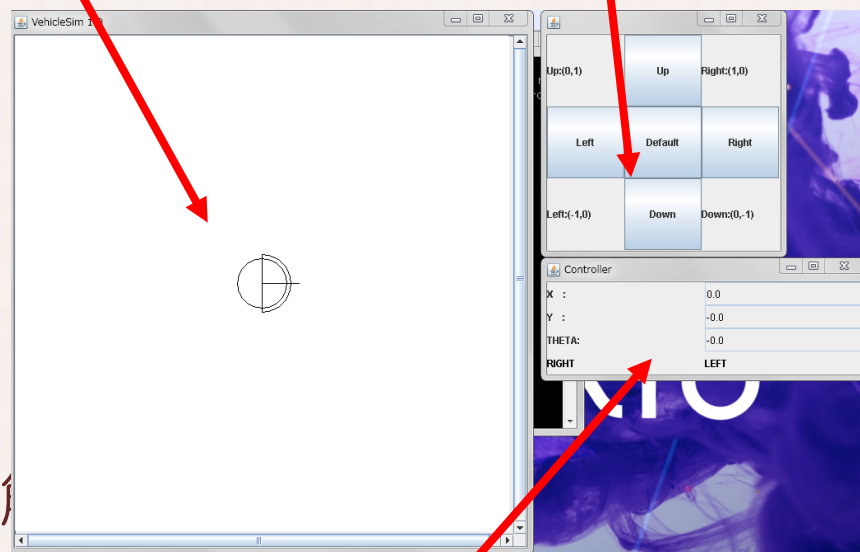 VehicleSim 1.0
Up:(0,1)
Up
Right:(1,0)
Left
Default
Right
Left:(-1,0)
Down
Down:(0,-1)
Controller
X :
0.0
Y :
-0.0
THETA:
-0.0
RIGHT
LEFT